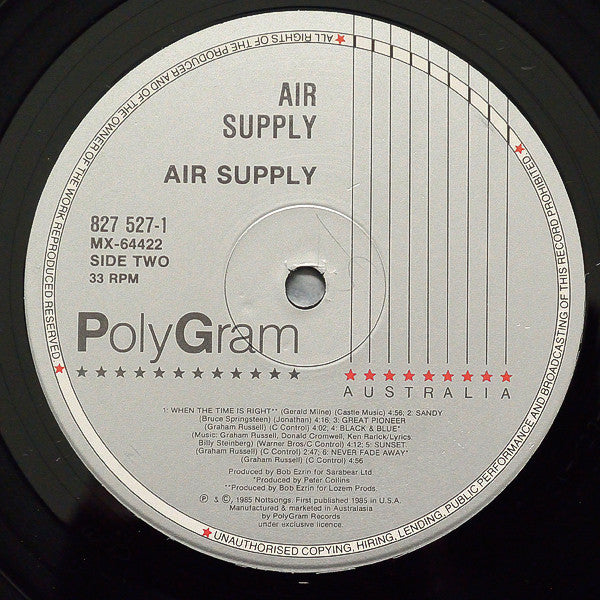 AIR
SUPPLY
AIR SUPPLY
827 527-1
MX-64422
SIDE TWO
33 RPM
PolyGram
AUSTRALIA
1: WHEN THE TIME IS RIGHT** (Gerald Milne) (Castle Music) 4:56; 2: SANDY
(Bruce Springsteen) (Jonathan) 4:16; 3: GREAT PIONEER
(Graham Russell) (C Control) 4:02; 4: BLACK & BLUE*
(Music: Graham Russell, Donald Cromwell, Ken Rarick/Lyrics
Billy Steinberg) (Warner Bros/C Control) 4:12; 5: SUNSET
(Graham Russell) (C Control) 2:47; 6: NEVER FADE AWAY*
(Graham Russell) (C Control) 4:56
Produced by Bob Ezrin for Sarabear Ltd
*Produced by Peter Collins
**Produced by Bob Ezrin for Lozem Prods.
℗ & ©, 1985 Nottsongs. First published 1985 in U.S.A.
Manufactured & marketed in Australasia
by PolyGram Records
under exclusive licence.
ALL RIGHTS OF THE PRODUCER AND OF THE OWNER OF THE WORK REPRODUCED RESERVED
UNAUTHORISED COPYING, HIRING, LENDING, PUBLIC PERFORMANCE AND BROADCASTING OF THIS RECORD PROHIBITED.